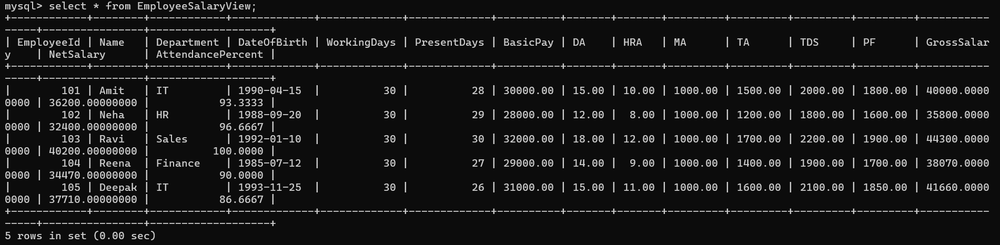 mysql> select * from EmployeeSalaryView;
+------------+--------+------------+-------------+-------------+-------------+----------+-------+-------+---------+---------+---------+---------+-----------
-----+----------------+-------------------+
| EmployeeId | Name   | Department | DateOfBirth | WorkingDays | PresentDays | BasicPay | DA    | HRA   | MA      | TA      | TDS     | PF      | GrossSalar
y    | NetSalary      | AttendancePercent |
+------------+--------+------------+-------------+-------------+-------------+----------+-------+-------+---------+---------+---------+---------+-----------
-----+----------------+-------------------+
|        101 | Amit   | IT         | 1990-04-15  |          30 |          28 | 30000.00 | 15.00 | 10.00 | 1000.00 | 1500.00 | 2000.00 | 1800.00 | 40000.0000
0000 | 36200.00000000 |           93.3333 |
|        102 | Neha   | HR         | 1988-09-20  |          30 |          29 | 28000.00 | 12.00 |  8.00 | 1000.00 | 1200.00 | 1800.00 | 1600.00 | 35800.0000
0000 | 32400.00000000 |           96.6667 |
|        103 | Ravi   | Sales      | 1992-01-10  |          30 |          30 | 32000.00 | 18.00 | 12.00 | 1000.00 | 1700.00 | 2200.00 | 1900.00 | 44300.0000
0000 | 40200.00000000 |          100.0000 |
|        104 | Reena  | Finance    | 1985-07-12  |          30 |          27 | 29000.00 | 14.00 |  9.00 | 1000.00 | 1400.00 | 1900.00 | 1700.00 | 38070.0000
0000 | 34470.00000000 |           90.0000 |
|        105 | Deepak | IT         | 1993-11-25  |          30 |          26 | 31000.00 | 15.00 | 11.00 | 1000.00 | 1600.00 | 2100.00 | 1850.00 | 41660.0000
0000 | 37710.00000000 |           86.6667 |
+------------+--------+------------+-------------+-------------+-------------+----------+-------+-------+---------+---------+---------+---------+-----------
-----+----------------+-------------------+
5 rows in set (0.00 sec)